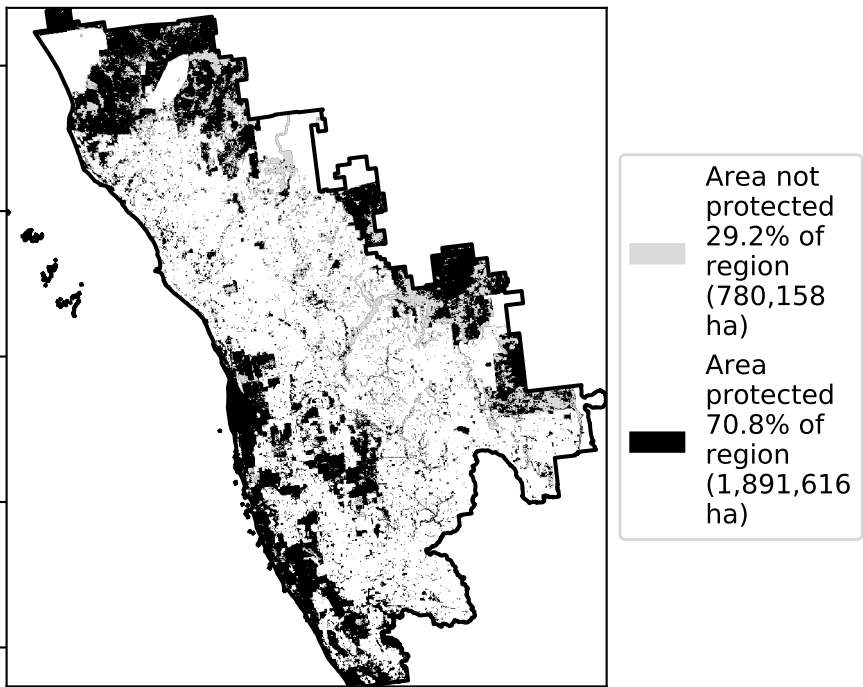 Area not
protected
29.2% of
region
(780,158
ha)
Area
protected
70.8% of
region
(1,891,616
ha)